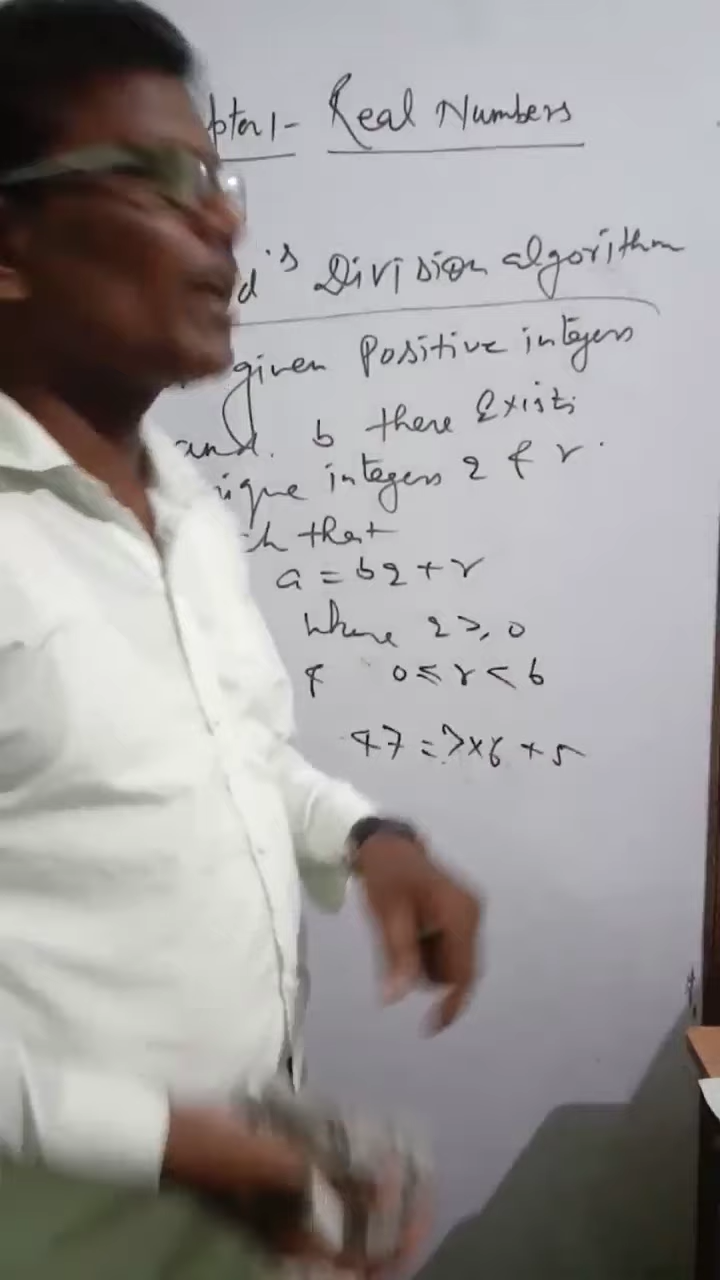 pter 1 - Real Numbers
d's Division algorithm
given Positive integers
and b there Exists
ique integers q & r.
ch that
a = bq + r
where q ≥ 0
& 0 ≤ r < b
47 = 7 × 6 + 5